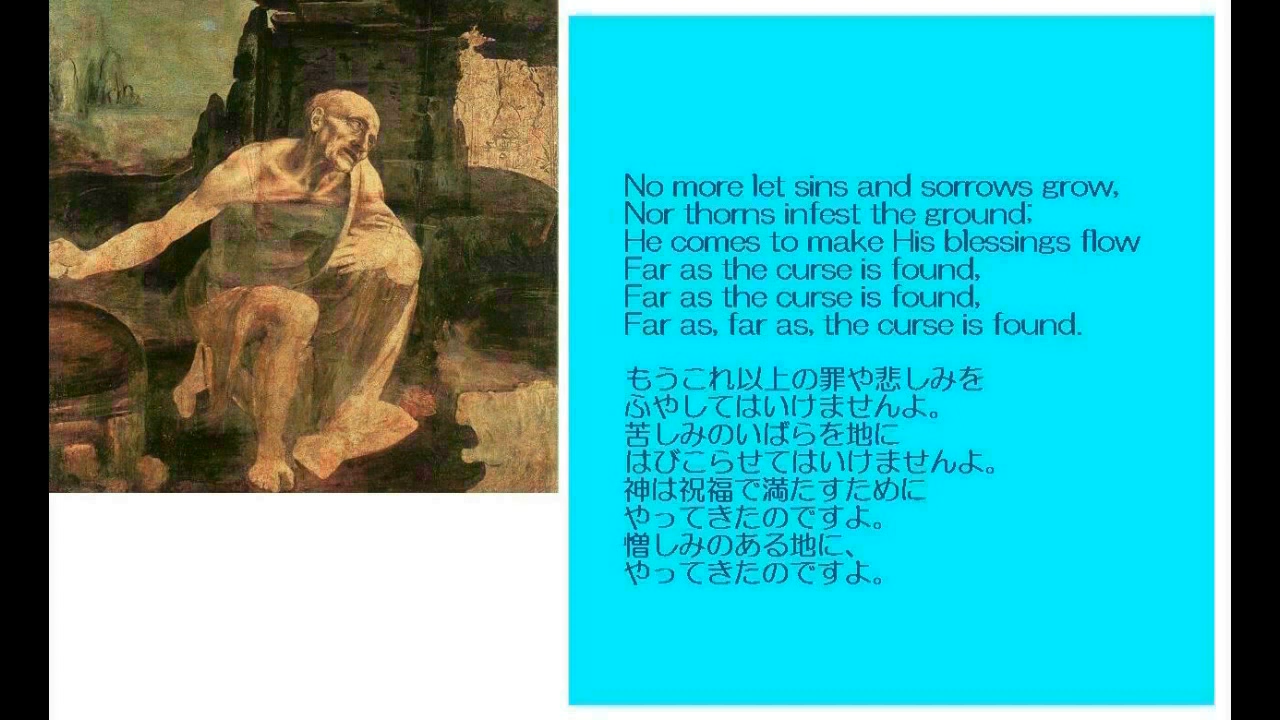 No more let sins and sorrows grow,
Nor thorns infest the ground;
He comes to make His blessings flow
Far as the curse is found,
Far as the curse is found,
Far as, far as, the curse is found.
もうこれ以上の罪や悲しみを
ふやしてはいけませんよ。
苦しみのいばらを地に
はびこらせてはいけませんよ。
神は祝福で満たすために
やってきたのですよ。
憎しみのある地に、
やってきたのですよ。